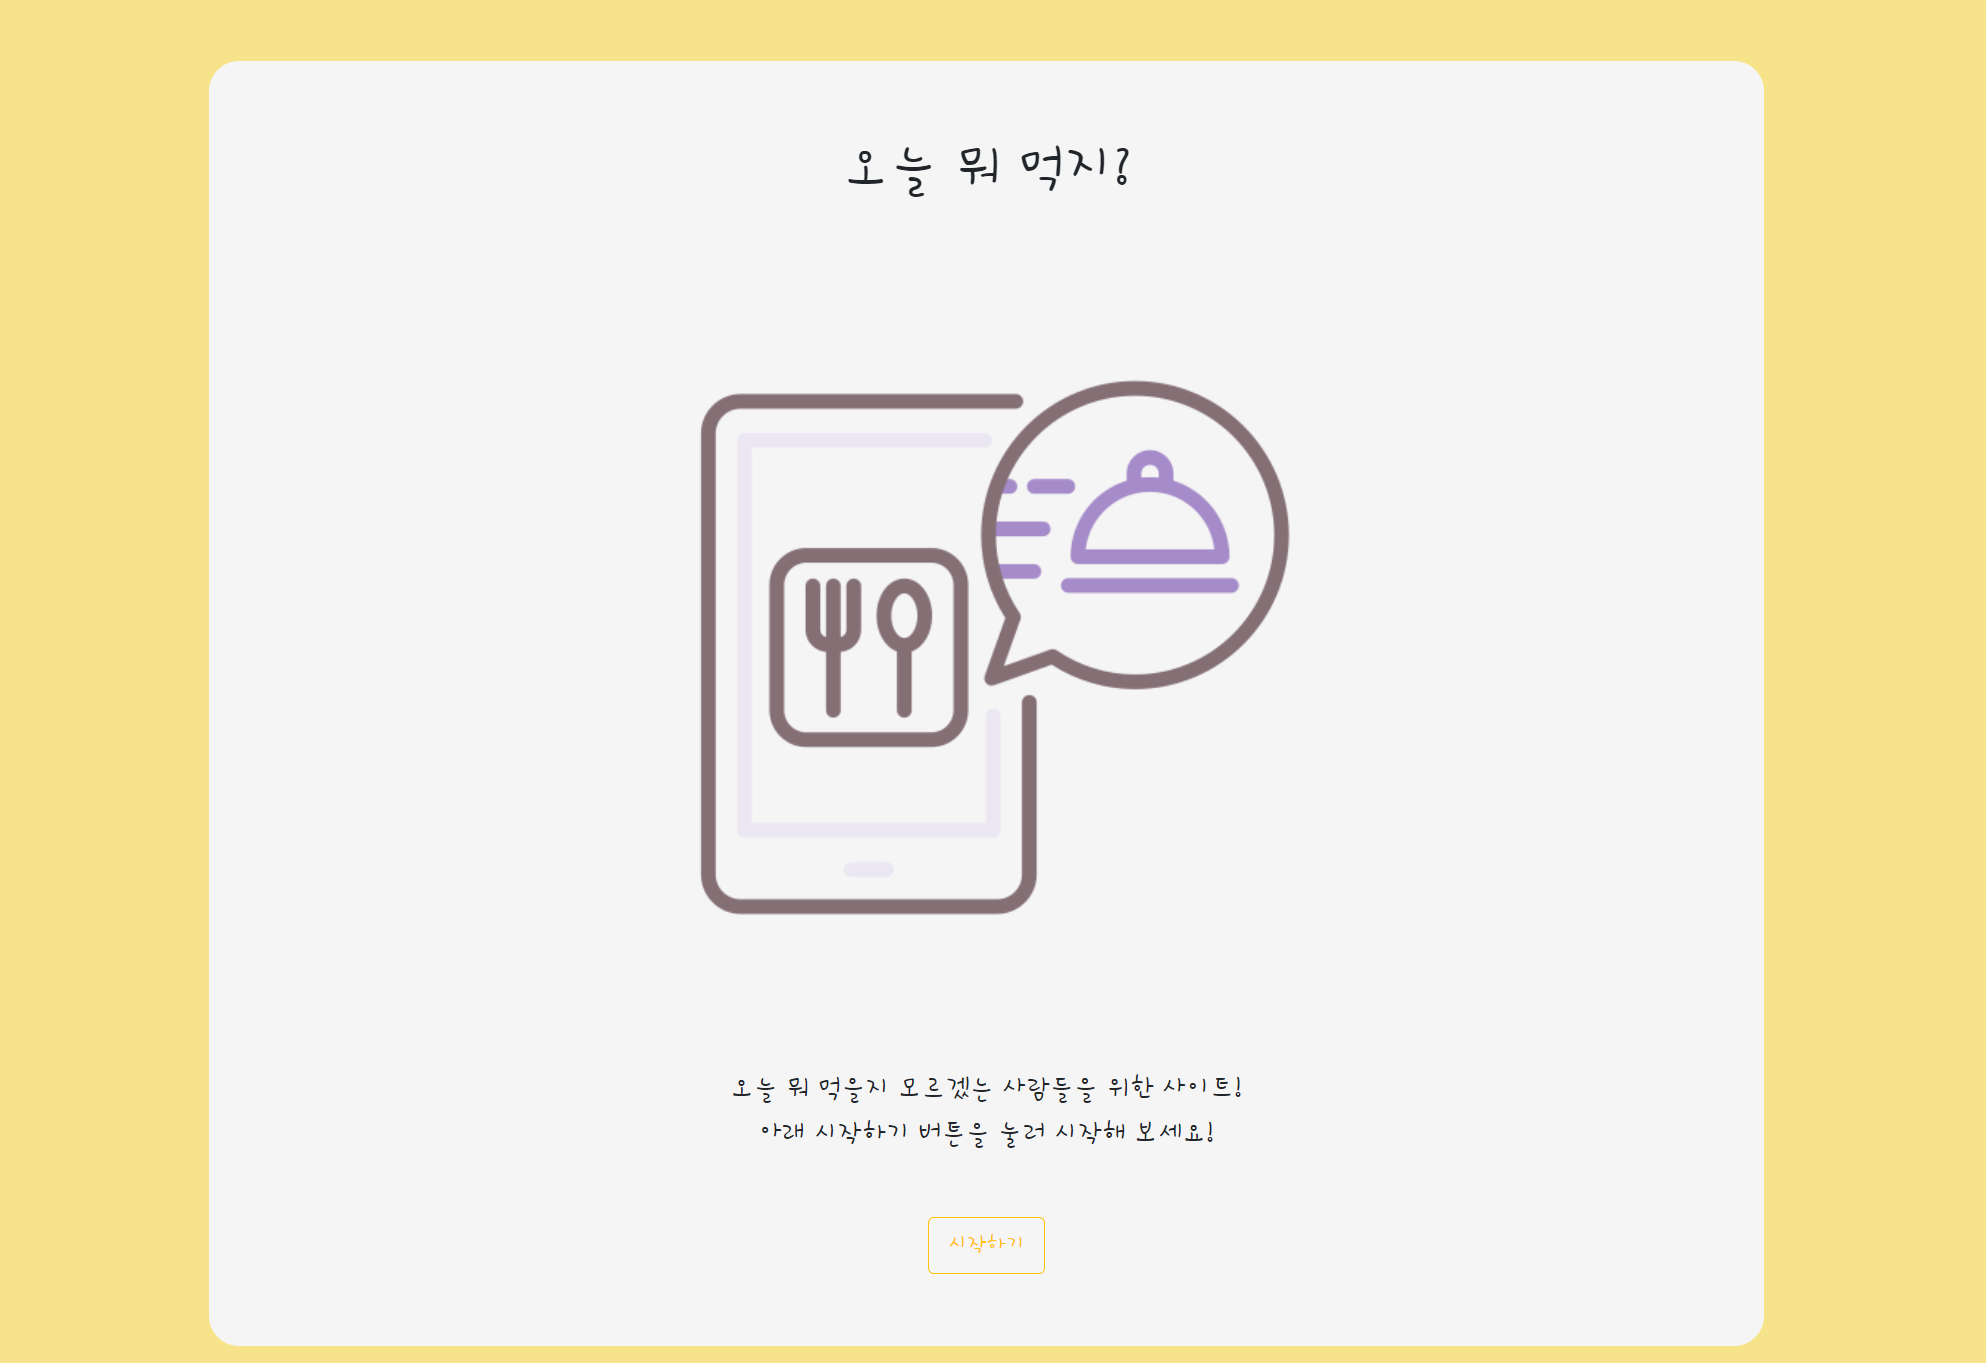 오늘 뭐 먹지?
오늘 뭐 먹을지 모르겠는 사람들을 위한 사이트!
아래 시작하기 버튼을 눌러 시작해 보세요!
시작하기